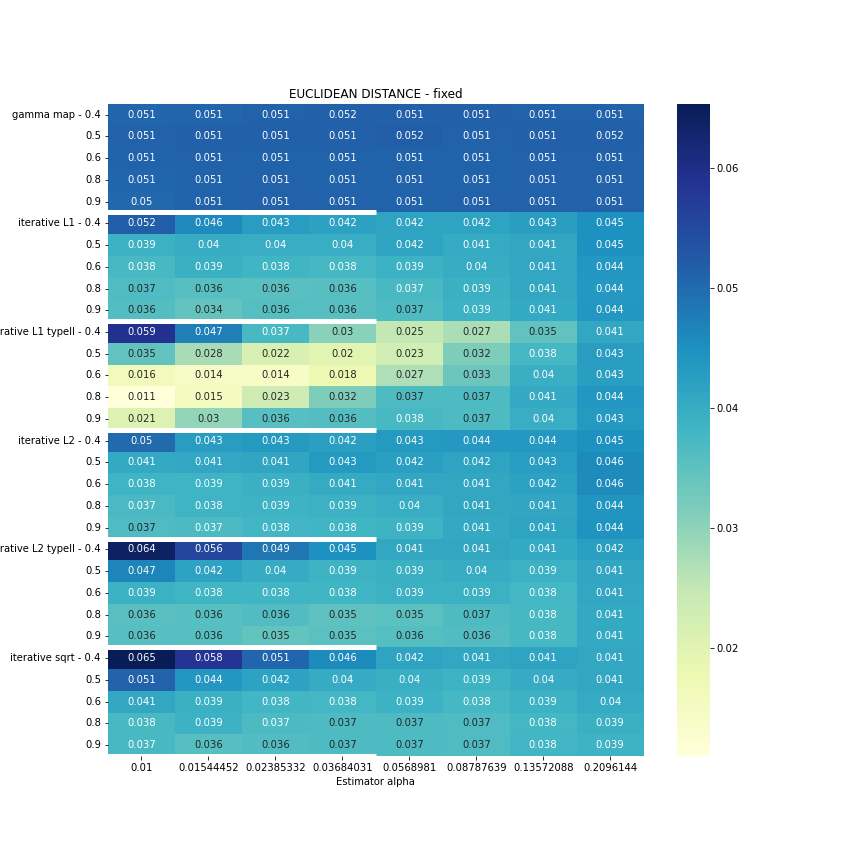 EUCLIDEAN DISTANCE - fixed
gamma map - 0.4 0.051 0.051 0.051 0.052 0.051 0.051 0.051 0.051
0.5 0.051 0.051 0.051 0.051 0.052 0.051 0.051 0.052
0.6 0.051 0.051 0.051 0.051 0.051 0.051 0.051 0.051
0.8 0.051 0.051 0.051 0.051 0.051 0.051 0.051 0.051
0.9 0.05 0.051 0.051 0.051 0.051 0.051 0.051 0.051
iterative L1 - 0.4 0.052 0.046 0.043 0.042 0.042 0.042 0.043 0.045
0.5 0.039 0.04 0.04 0.04 0.042 0.041 0.041 0.045
0.6 0.038 0.039 0.038 0.038 0.039 0.04 0.041 0.044
0.8 0.037 0.036 0.036 0.036 0.037 0.039 0.041 0.044
0.9 0.036 0.034 0.036 0.036 0.037 0.039 0.041 0.044
rative L1 typeII - 0.4 0.059 0.047 0.037 0.03 0.025 0.027 0.035 0.041
0.5 0.035 0.028 0.022 0.02 0.023 0.032 0.038 0.043
0.6 0.016 0.014 0.014 0.018 0.027 0.033 0.04 0.043
0.8 0.011 0.015 0.023 0.032 0.037 0.037 0.041 0.044
0.9 0.021 0.03 0.036 0.036 0.038 0.037 0.04 0.043
iterative L2 - 0.4 0.05 0.043 0.043 0.042 0.043 0.044 0.044 0.045
0.5 0.041 0.041 0.041 0.043 0.042 0.042 0.043 0.046
0.6 0.038 0.039 0.039 0.041 0.041 0.041 0.042 0.046
0.8 0.037 0.038 0.039 0.039 0.04 0.041 0.041 0.044
0.9 0.037 0.037 0.038 0.038 0.039 0.041 0.041 0.044
rative L2 typeII - 0.4 0.064 0.056 0.049 0.045 0.041 0.041 0.041 0.042
0.5 0.047 0.042 0.04 0.039 0.039 0.04 0.039 0.041
0.6 0.039 0.038 0.038 0.038 0.039 0.039 0.038 0.041
0.8 0.036 0.036 0.036 0.035 0.035 0.037 0.038 0.041
0.9 0.036 0.036 0.035 0.035 0.036 0.036 0.038 0.041
iterative sqrt - 0.4 0.065 0.058 0.051 0.046 0.042 0.041 0.041 0.041
0.5 0.051 0.044 0.042 0.04 0.04 0.039 0.04 0.041
0.6 0.041 0.039 0.038 0.038 0.039 0.038 0.039 0.04
0.8 0.038 0.039 0.037 0.037 0.037 0.037 0.038 0.039
0.9 0.037 0.036 0.036 0.037 0.037 0.037 0.038 0.039
0.01 0.01544452 0.02385332 0.03684031 0.0568981 0.08787639 0.13572088 0.2096144
Estimator alpha
0.06
0.05
0.04
0.03
0.02